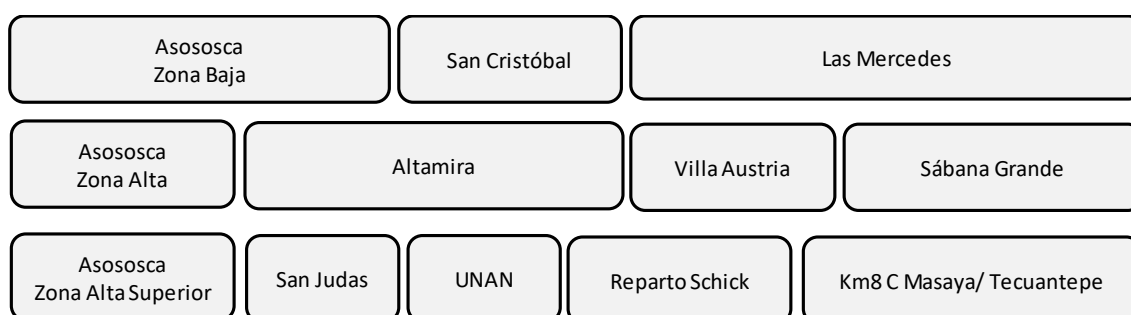 Asososca
Zona Baja
San Cristóbal
Las Mercedes
Asososca
Zona Alta
Altamira
Villa Austria
Sábana Grande
Asososca
Zona Alta Superior
San Judas
UNAN
Reparto Schick
Km8 C Masaya/ Tecuantepe